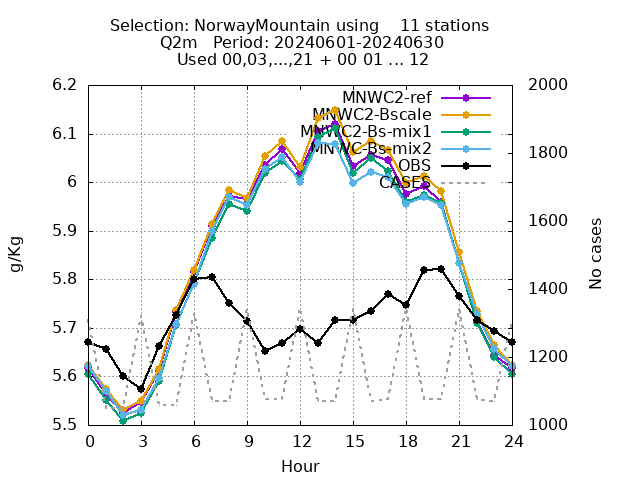 Selection: NorwayMountain using    11 stations
Q2m   Period: 20240601-20240630
Used 00,03,...,21 + 00 01 ... 12
6.2
6.1
6
5.9
5.8
5.7
5.6
5.5
g/Kg
MNWC2-ref
MNWC2-Bscale
MNWC2-Bs-mix1
MNWC2-Bs-mix2
OBS
CASES
2000
1800
1600
1400
1200
1000
No cases
0 3 6 9 12 15 18 21 24
Hour